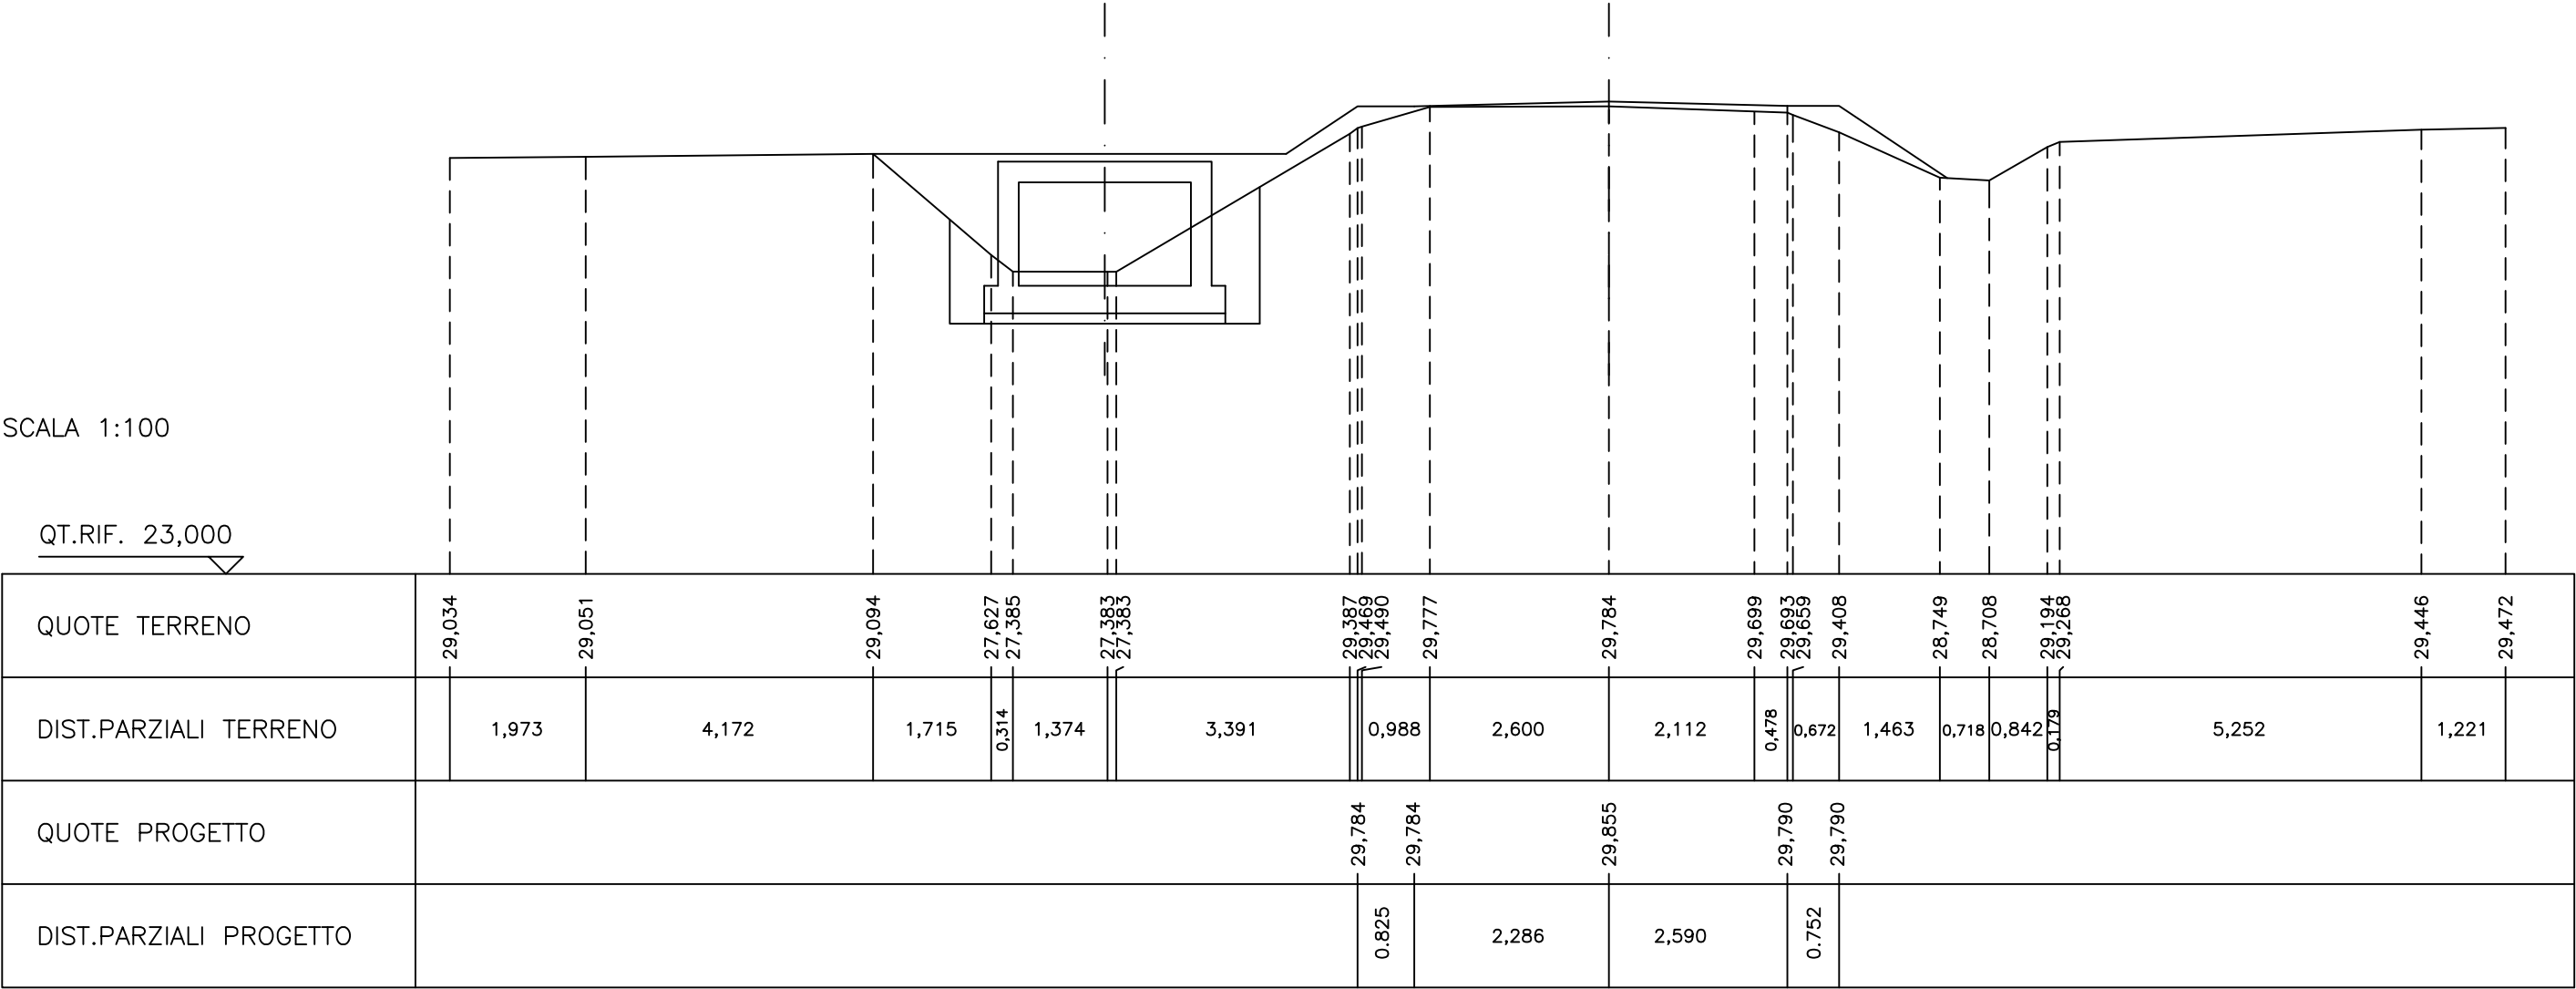 SCALA 1:100
QT.RIF. 23,000
QUOTE TERRENO
29,034 29,051 29,094 27,627 27,385 27,383 27,383 29,387 29,469 29,490 29,777 29,784 29,699 29,693 29,659 29,408 28,749 28,708 29,194 29,268 29,446 29,472
DIST.PARZIALI TERRENO
1,973 4,172 1,715 0,314 1,374 3,391 0,988 2,600 2,112 0,478 0,672 1,463 0,718 0,842 0,179 5,252 1,221
QUOTE PROGETTO
29,784 29,784 29,855 29,790 29,790
DIST.PARZIALI PROGETTO
0.825 2,286 2,590 0.752